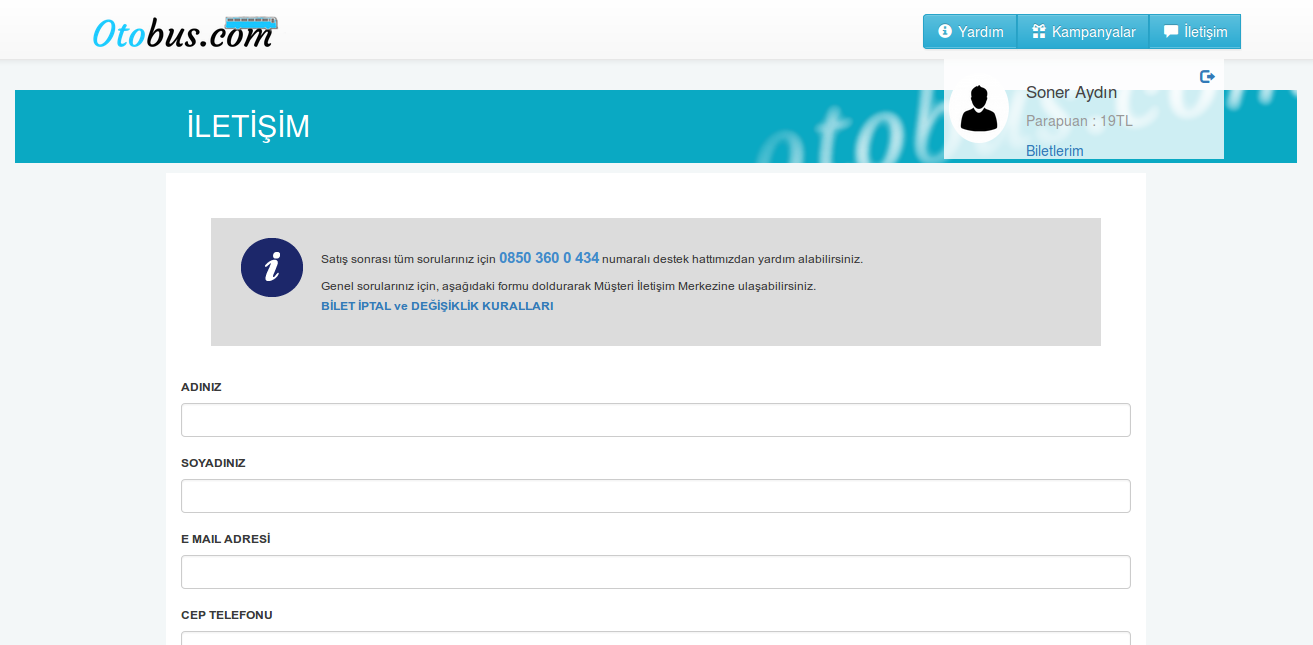 Otobus.com
Yardım
Kampanyalar
İletişim
Soner Aydın
Parapuan : 19TL
Biletlerim
İLETİŞİM
otobus.com
Satış sonrası tüm sorularınız için 0850 360 0 434 numaralı destek hattımızdan yardım alabilirsiniz.
Genel sorularınız için, aşağıdaki formu doldurarak Müşteri İletişim Merkezine ulaşabilirsiniz.
BİLET İPTAL ve DEĞİŞİKLİK KURALLARI
ADINIZ
SOYADINIZ
E MAIL ADRESİ
CEP TELEFONU